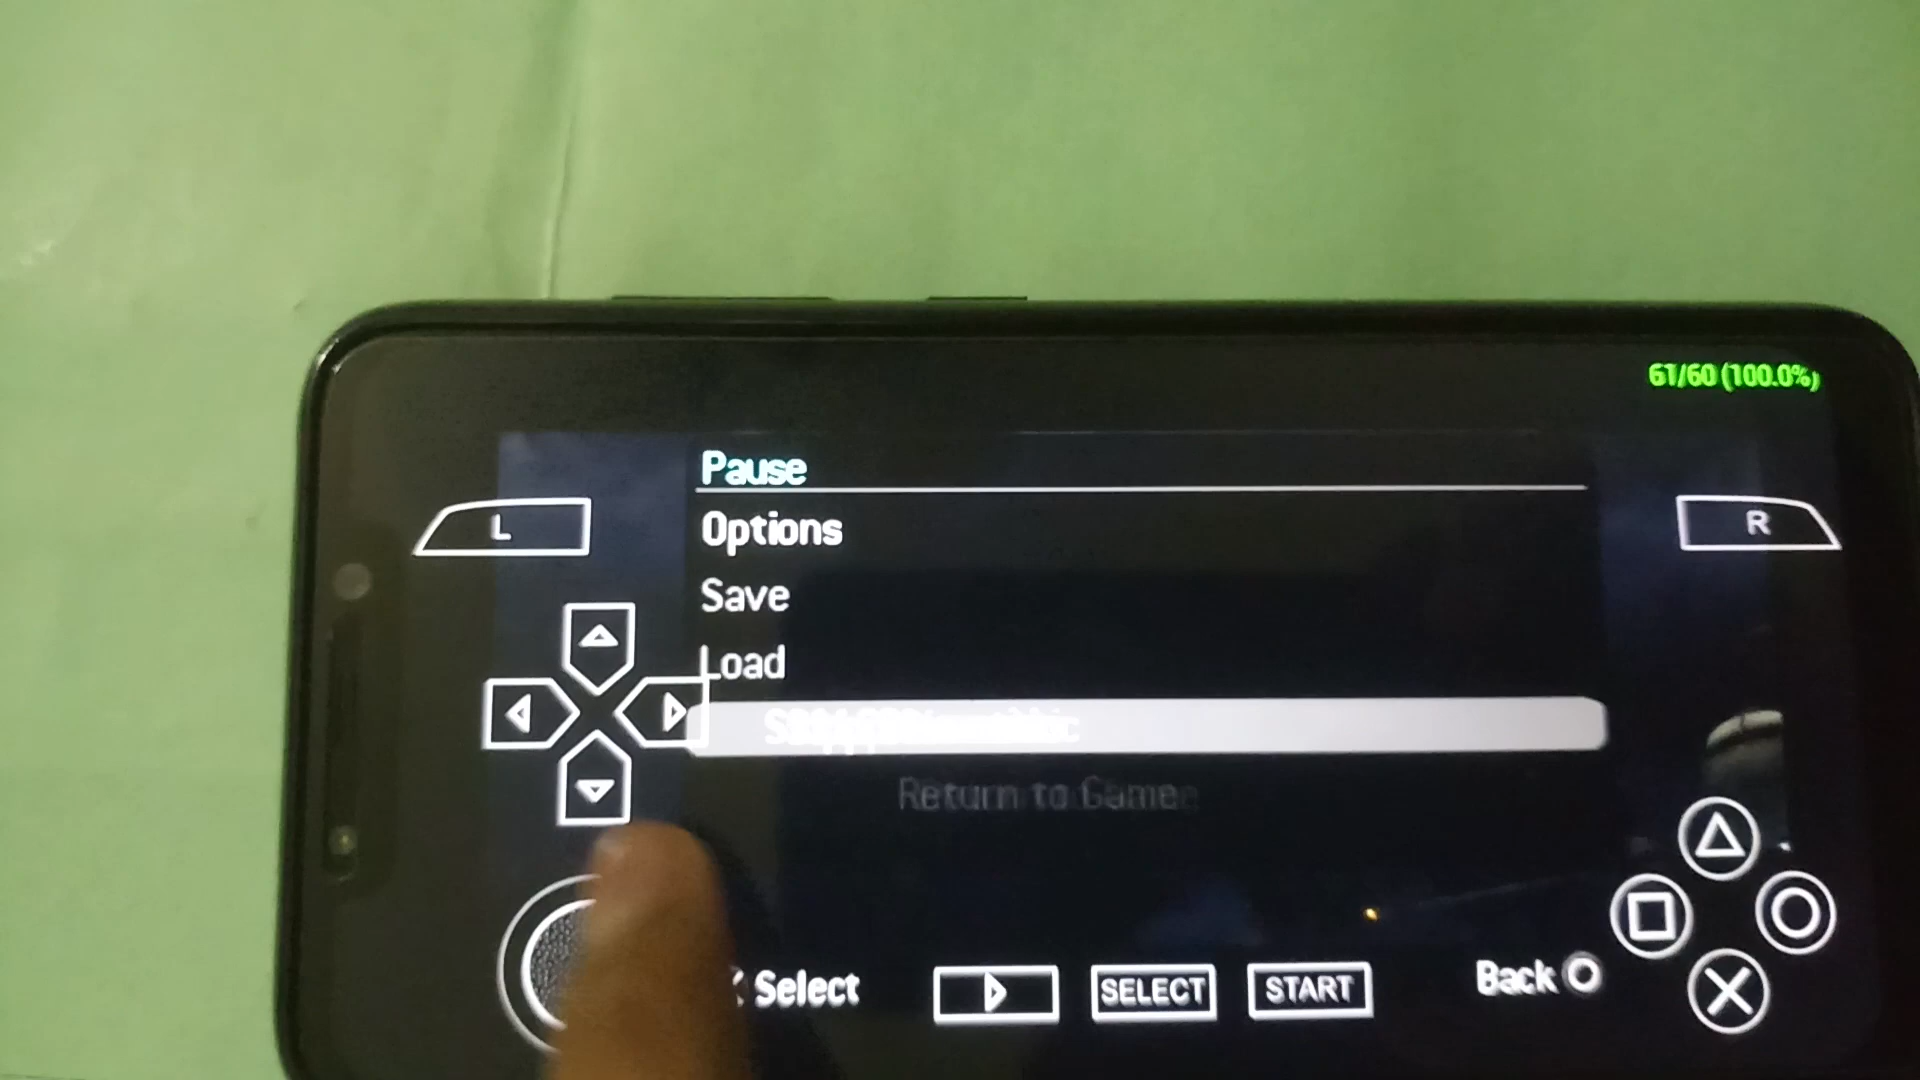 61/60 (100.0%)
Pause
L
Options
R
Save
Load
Return to Game
Select
SELECT
START
Back